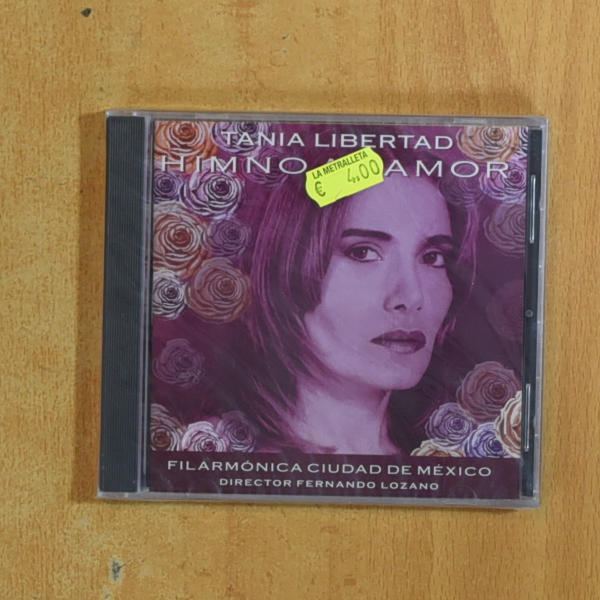 TANIA LIBERTAD
HIMNO AMOR
LA METRALLETA
€ 4,00
FILARMÓNICA CIUDAD DE MÉXICO
DIRECTOR FERNANDO LOZANO